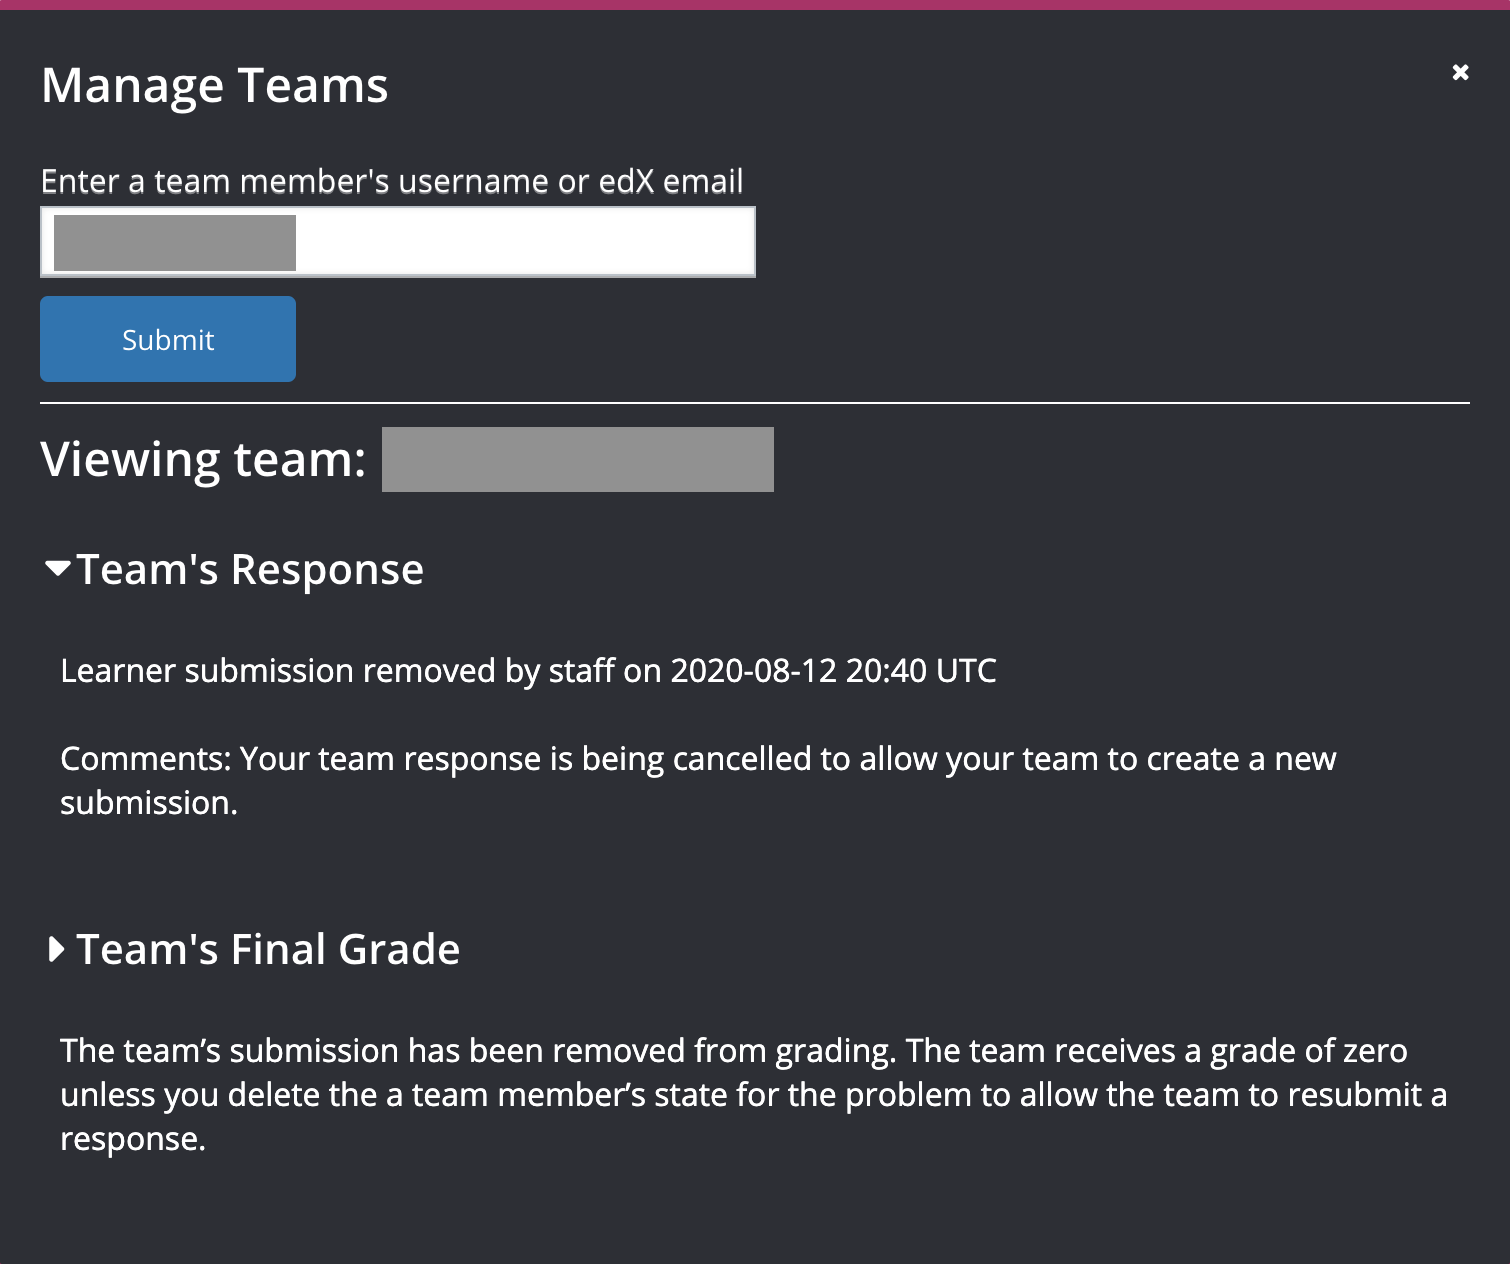 Manage Teams
Enter a team member's username or edX email
Submit
Viewing team:
Team's Response
Learner submission removed by staff on 2020-08-12 20:40 UTC
Comments: Your team response is being cancelled to allow your team to create a new
submission.
Team's Final Grade
The team’s submission has been removed from grading. The team receives a grade of zero
unless you delete the a team member’s state for the problem to allow the team to resubmit a
response.